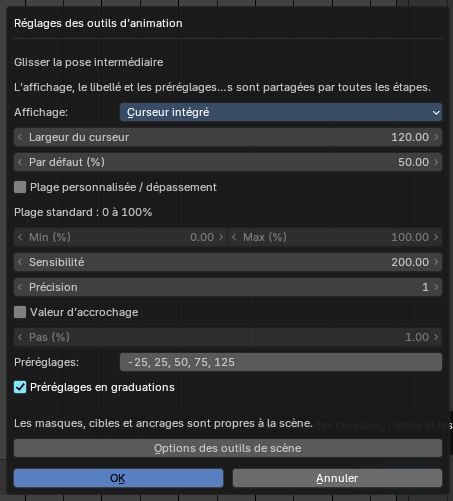 Réglages des outils d'animation
Glisser la pose intermédiaire
L'affichage, le libellé et les préréglages...s sont partagées par toutes les étapes.
Affichage: Curseur intégré
Largeur du curseur 120.00
Par défaut (%) 50.00
Plage personnalisée / dépassement
Plage standard : 0 à 100%
Min (%) 0.00 Max (%) 100.00
Sensibilité 200.00
Précision 1
Valeur d'accrochage
Pas (%) 1.00
Préréglages: -25, 25, 50, 75, 125
Préréglages en graduations
Les masques, cibles et ancrages sont propres à la scène.
Options des outils de scène
OK Annuler